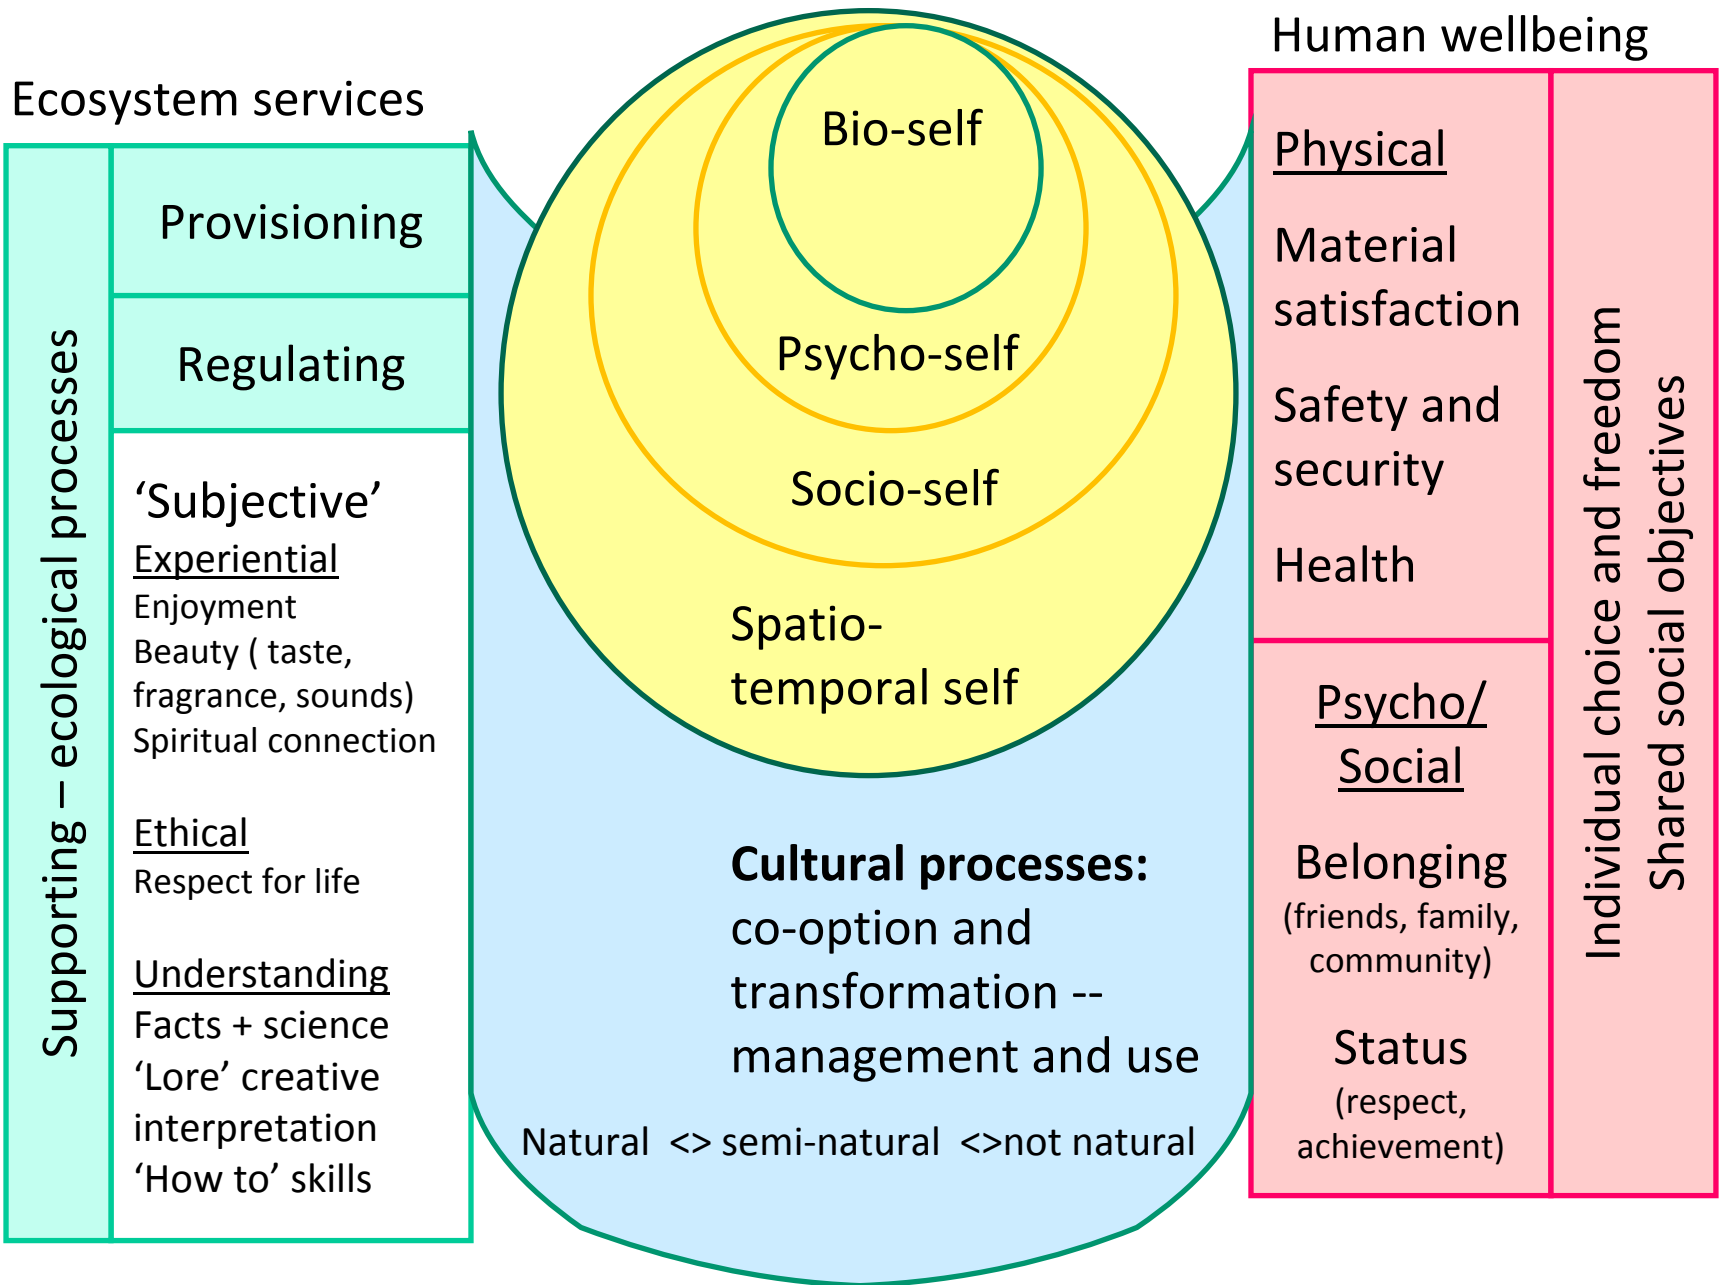 Ecosystem services
Supporting – ecological processes
Provisioning
Regulating
‘Subjective’
Experiential
Enjoyment
Beauty ( taste,
fragrance, sounds)
Spiritual connection
Ethical
Respect for life
Understanding
Facts + science
‘Lore’ creative
interpretation
‘How to’ skills
Bio-self
Psycho-self
Socio-self
Spatio-
temporal self
Cultural processes:
co-option and
transformation --
management and use
Natural <> semi-natural <>not natural
Human wellbeing
Physical
Material
satisfaction
Safety and
security
Health
Psycho/
Social
Belonging
(friends, family,
community)
Status
(respect,
achievement)
Individual choice and freedom
Shared social objectives